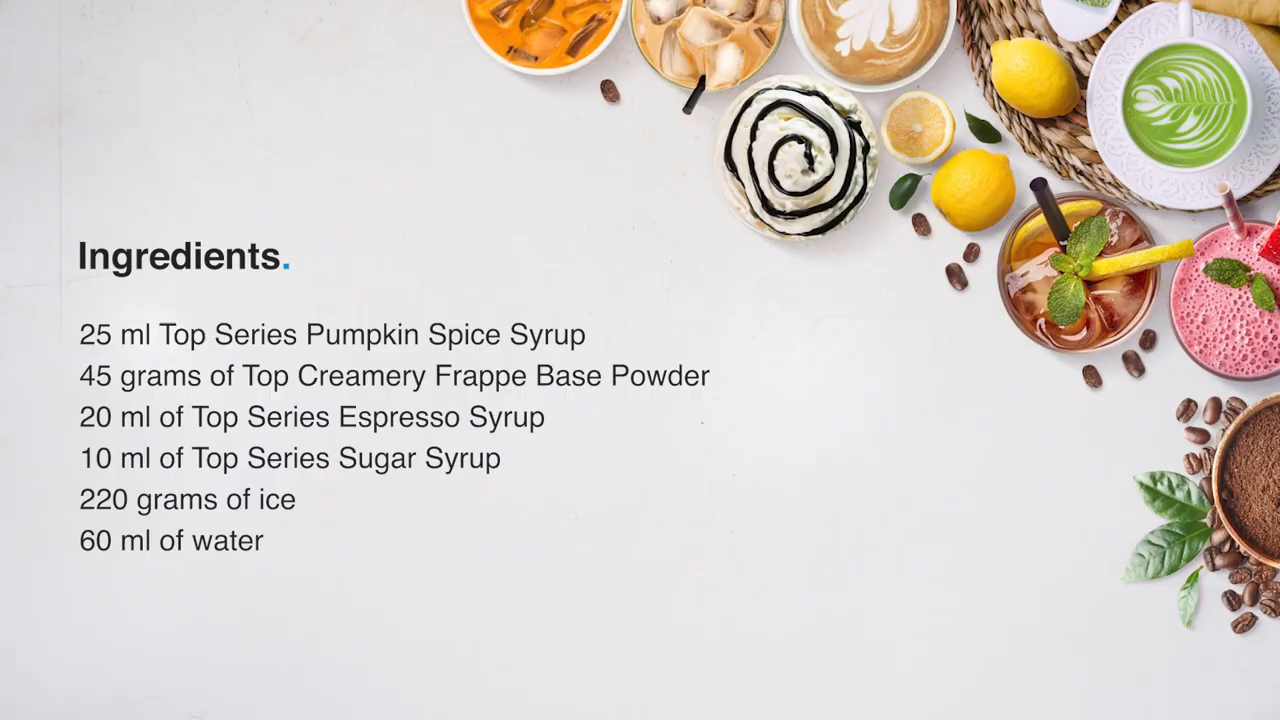 Ingredients.
25 ml Top Series Pumpkin Spice Syrup
45 grams of Top Creamery Frappe Base Powder
20 ml of Top Series Espresso Syrup
10 ml of Top Series Sugar Syrup
220 grams of ice
60 ml of water